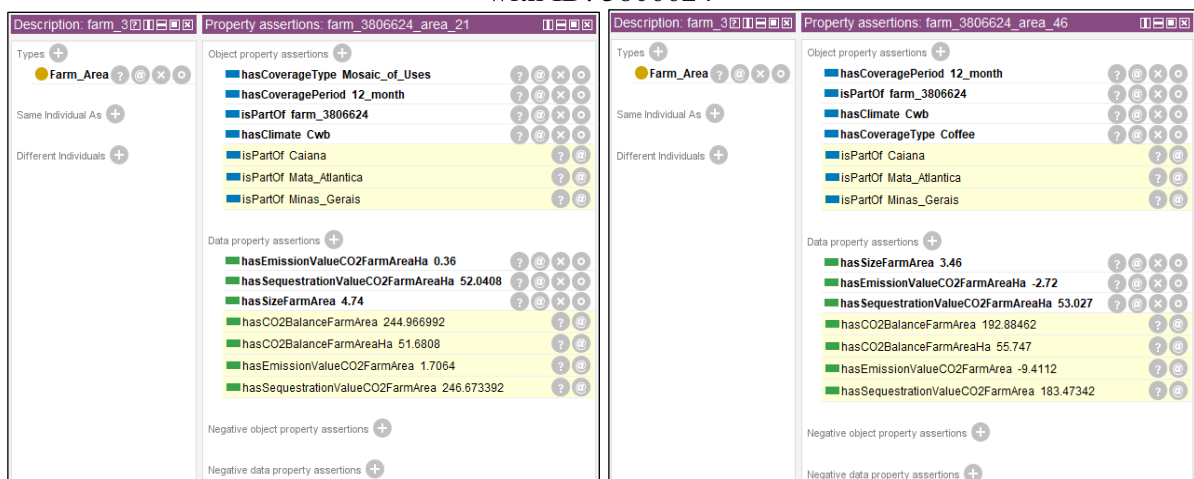 Description: farm_3
Property assertions: farm_3806624_area_21
Types
Farm_Area
Same Individual As
Different Individuals
Object property assertions
hasCoverageType Mosaic_of_Uses
hasCoveragePeriod 12_month
isPartOf farm_3806624
hasClimate Cwb
isPartOf Caiana
isPartOf Mata_Atlantica
isPartOf Minas_Gerais
Data property assertions
hasEmissionValueCO2FarmAreaHa 0.36
hasSequestrationValueCO2FarmAreaHa 52.0408
hasSizeFarmArea 4.74
hasCO2BalanceFarmArea 244.966992
hasCO2BalanceFarmAreaHa 51.6808
hasEmissionValueCO2FarmArea 1.7064
hasSequestrationValueCO2FarmArea 246.673392
Negative object property assertions
Negative data property assertions
Description: farm_3
Property assertions: farm_3806624_area_46
Types
Farm_Area
Same Individual As
Different Individuals
Object property assertions
hasCoveragePeriod 12_month
isPartOf farm_3806624
hasClimate Cwb
hasCoverageType Coffee
isPartOf Caiana
isPartOf Mata_Atlantica
isPartOf Minas_Gerais
Data property assertions
hasSizeFarmArea 3.46
hasEmissionValueCO2FarmAreaHa -2.72
hasSequestrationValueCO2FarmAreaHa 53.027
hasCO2BalanceFarmArea 192.88462
hasCO2BalanceFarmAreaHa 55.747
hasEmissionValueCO2FarmArea -9.4112
hasSequestrationValueCO2FarmArea 183.47342
Negative object property assertions
Negative data property assertions